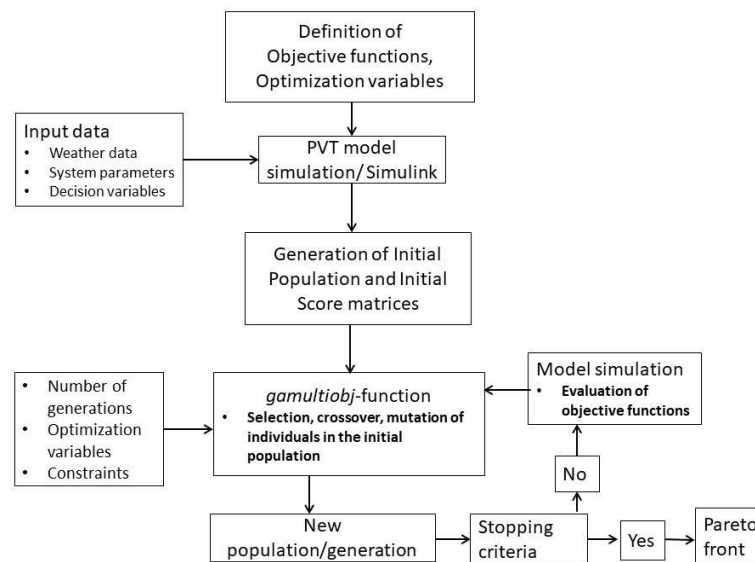 Definition of
Objective functions,
Optimization variables
Input data
• Weather data
• System parameters
• Decision variables
PVT model
simulation/ Simulink
Generation of Initial
Population and Initial
Score matrices
• Number of
generations
• Optimization
variables
• Constraints
gamultiobj-function
• Selection, crossover, mutation of
individuals in the initial
population
Model simulation
• Evaluation of
objective functions
No
New
population/generation
Stopping
criteria
Yes
Pareto
front